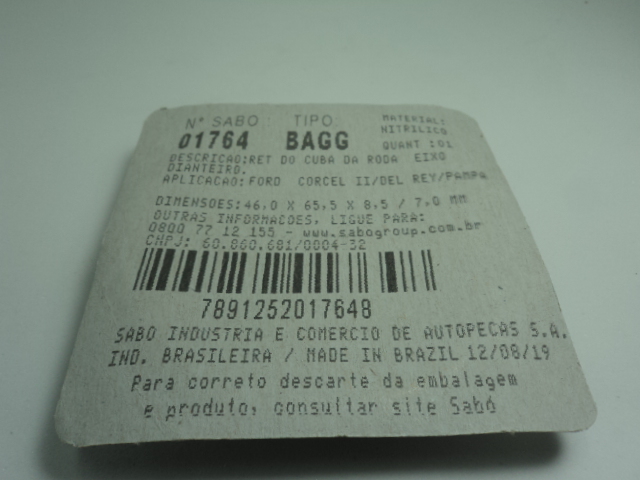 Nº SABO TIPO: MATERIAL:
01764 BAGG NITRILICO
QUANT :01
DESCRICAO:RET DO CUBA DA RODA EIXO
DIANTEIRO.
APLICACAO:FORD CORCEL II/DEL REY/PAMPA
DIMENSOES:46,0 X 65,5 X 8,5 / 7,0 MM
OUTRAS INFORMACOES, LIGUE PARA:
0800 77 12 155 - www.sabogroup.com.br
CNPJ: 60.860.681/0004-32
7891252017648
SABO INDUSTRIA E COMERCIO DE AUTOPECAS S.A.
IND. BRASILEIRA / MADE IN BRAZIL 12/08/19
Para correto descarte da embalagem
e produto, consultar site Sabó